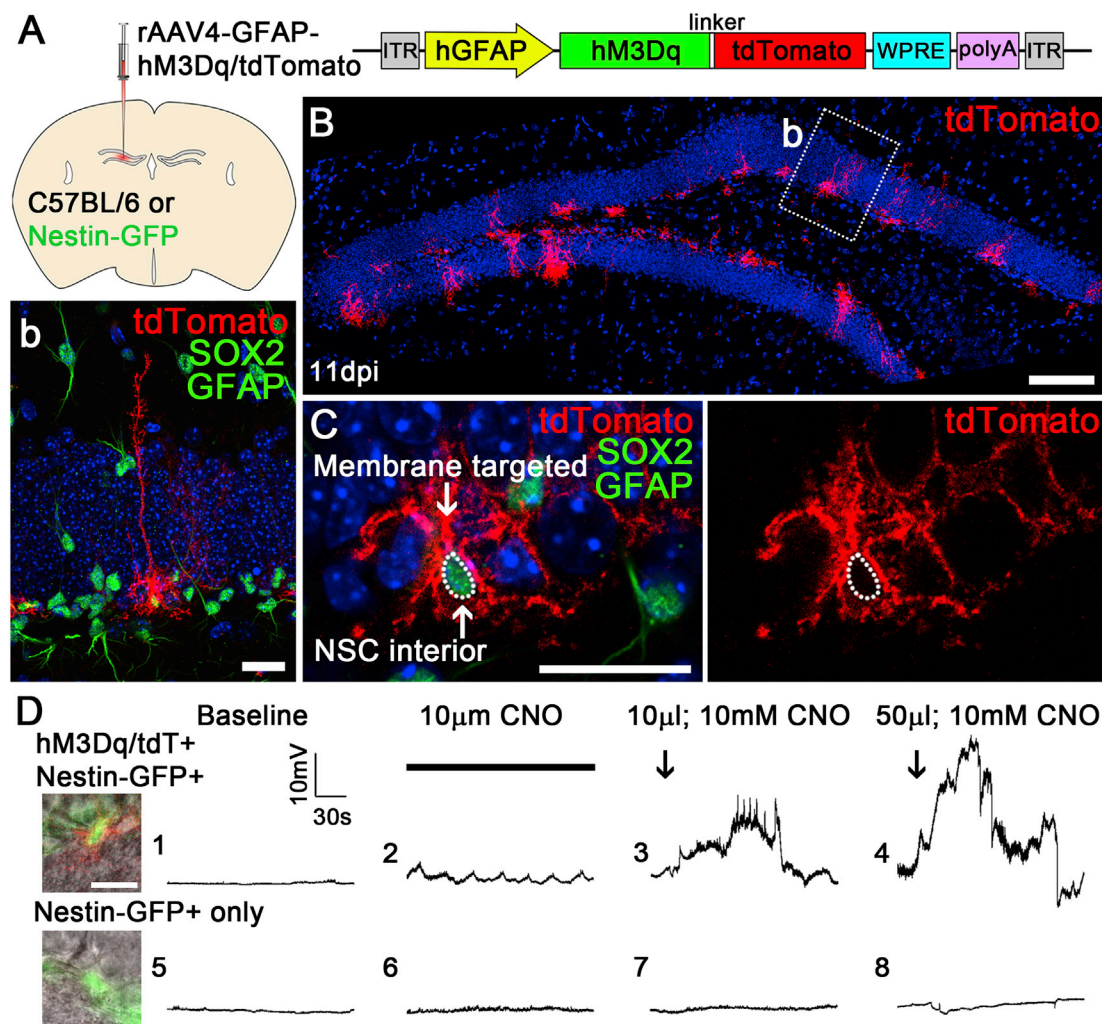 A
rAAV4-GFAP-
hM3Dq/tdTomato
linker
ITR hGFAP hM3Dq tdTomato WPRE polyA ITR
C57BL/6 or
Nestin-GFP
B
b
tdTomato
11dpi
b
tdTomato
SOX2
GFAP
C
tdTomato
SOX2
GFAP
Membrane targeted
NSC interior
tdTomato
D
Baseline
10μm CNO
10μl; 10mM CNO
50μl; 10mM CNO
hM3Dq/tdT+
Nestin-GFP+
10mV
30s
1
2
3
4
Nestin-GFP+ only
5
6
7
8